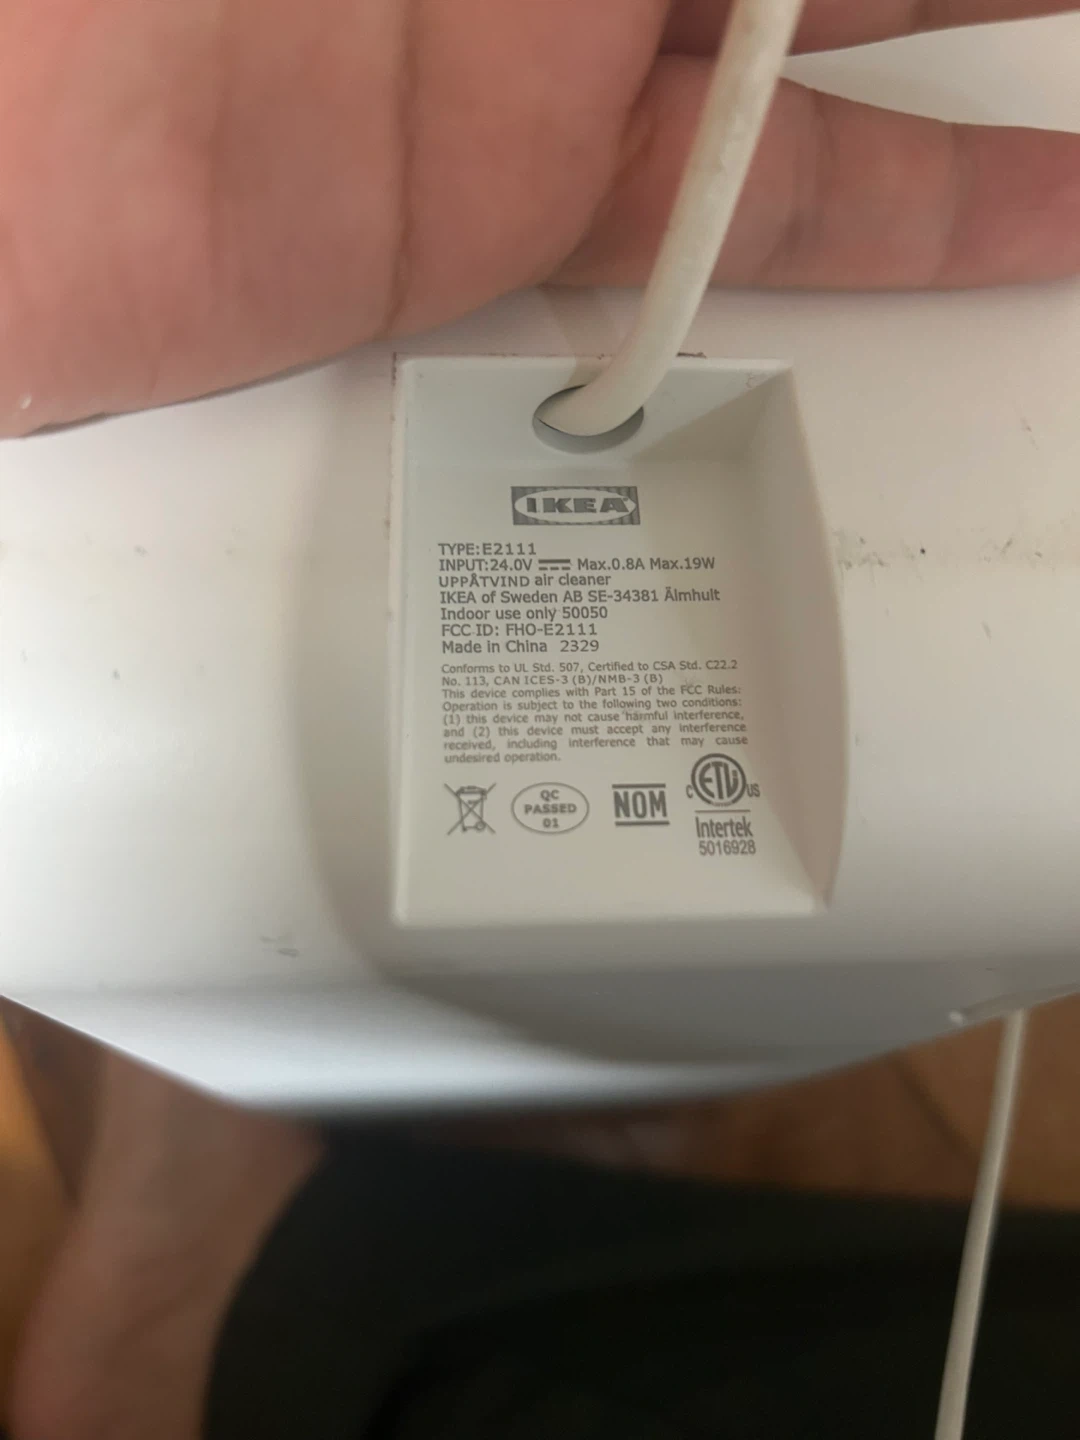 IKEA
TYPE:E2111
INPUT:24.0V ⎓ Max.0.8A Max.19W
UPPÅTVIND air cleaner
IKEA of Sweden AB SE-34381 Älmhult
Indoor use only 50050
FCC ID: FHO-E2111
Made in China 2329
Conforms to UL Std. 507, Certified to CSA Std. C22.2
No. 113, CAN ICES-3 (B)/NMB-3 (B)
This device complies with Part 15 of the FCC Rules:
Operation is subject to the following two conditions:
(1) this device may not cause harmful interference,
and (2) this device must accept any interference
received, including interference that may cause
undesired operation.
QC
PASSED
01
NOM
C ETL US
Intertek
5016928